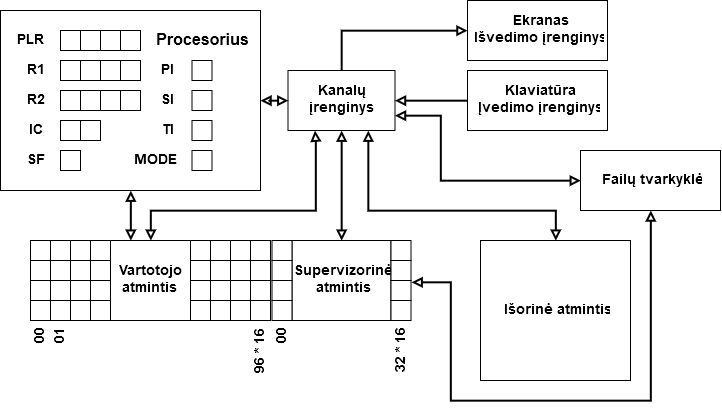 Procesorius
PLR
R1
R2
IC
SF
PI
SI
TI
MODE
Kanalų
įrenginys
Ekranas
Išvedimo įrenginys
Klaviatūra
Įvedimo įrenginys
Failų tvarkyklė
Vartotojo
atmintis
Supervizorinė
atmintis
Išorinė atmintis
00
01
96 * 16
00
32 * 16